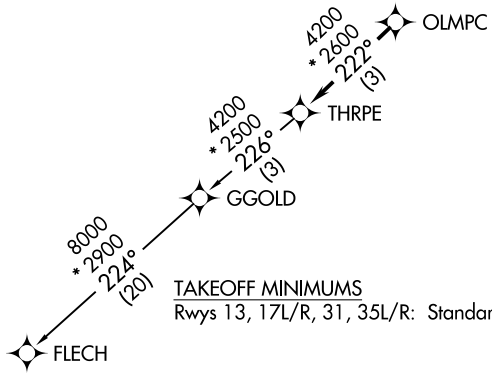 OLMPC
4200
* 2600
222°
(3)
THRPE
4200
* 2500
226°
(3)
GGOLD
8000
* 2900
224°
(20)
TAKEOFF MINIMUMS
Rwys 13, 17L/R, 31, 35L/R: Standar
FLECH